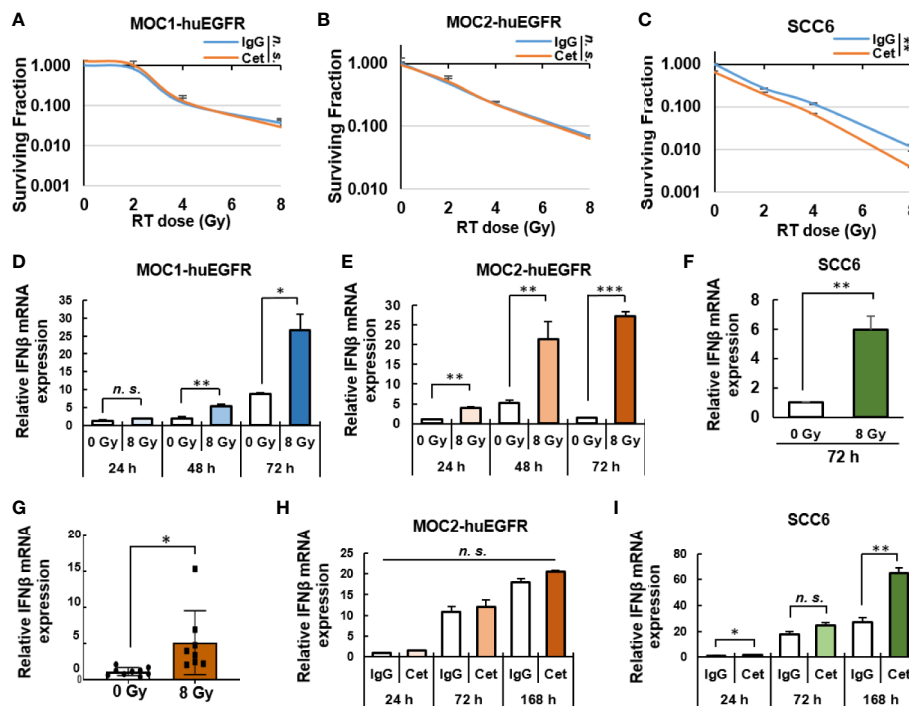 A
MOC1-huEGFR
IgG
Cet
n. s.
Surviving Fraction
1.000
0.100
0.010
0.001
0 2 4 6 8
RT dose (Gy)
B
MOC2-huEGFR
IgG
Cet
n. s.
Surviving Fraction
1.000
0.100
0.010
0 2 4 6 8
RT dose (Gy)
C
SCC6
IgG
Cet
**
Surviving Fraction
1.000
0.100
0.010
0.001
0 2 4 6 8
RT dose (Gy)
D
MOC1-huEGFR
Relative IFNβ mRNA
expression
35
30
25
20
15
10
5
0
n. s.
**
*
0 Gy 8 Gy 0 Gy 8 Gy 0 Gy 8 Gy
24 h 48 h 72 h
E
MOC2-huEGFR
Relative IFNβ mRNA
expression
30
25
20
15
10
5
0
**
**
***
0 Gy 8 Gy 0 Gy 8 Gy 0 Gy 8 Gy
24 h 48 h 72 h
F
SCC6
Relative IFNβ mRNA
expression
8
6
4
2
0
**
0 Gy 8 Gy
72 h
G
Relative IFNβ mRNA
expression
20
15
10
5
0
*
0 Gy 8 Gy
H
MOC2-huEGFR
Relative IFNβ mRNA
expression
25
20
15
10
5
0
n. s.
IgG Cet IgG Cet IgG Cet
24 h 72 h 168 h
I
SCC6
Relative IFNβ mRNA
expression
80
60
40
20
0
*
n. s.
**
IgG Cet IgG Cet IgG Cet
24 h 72 h 168 h